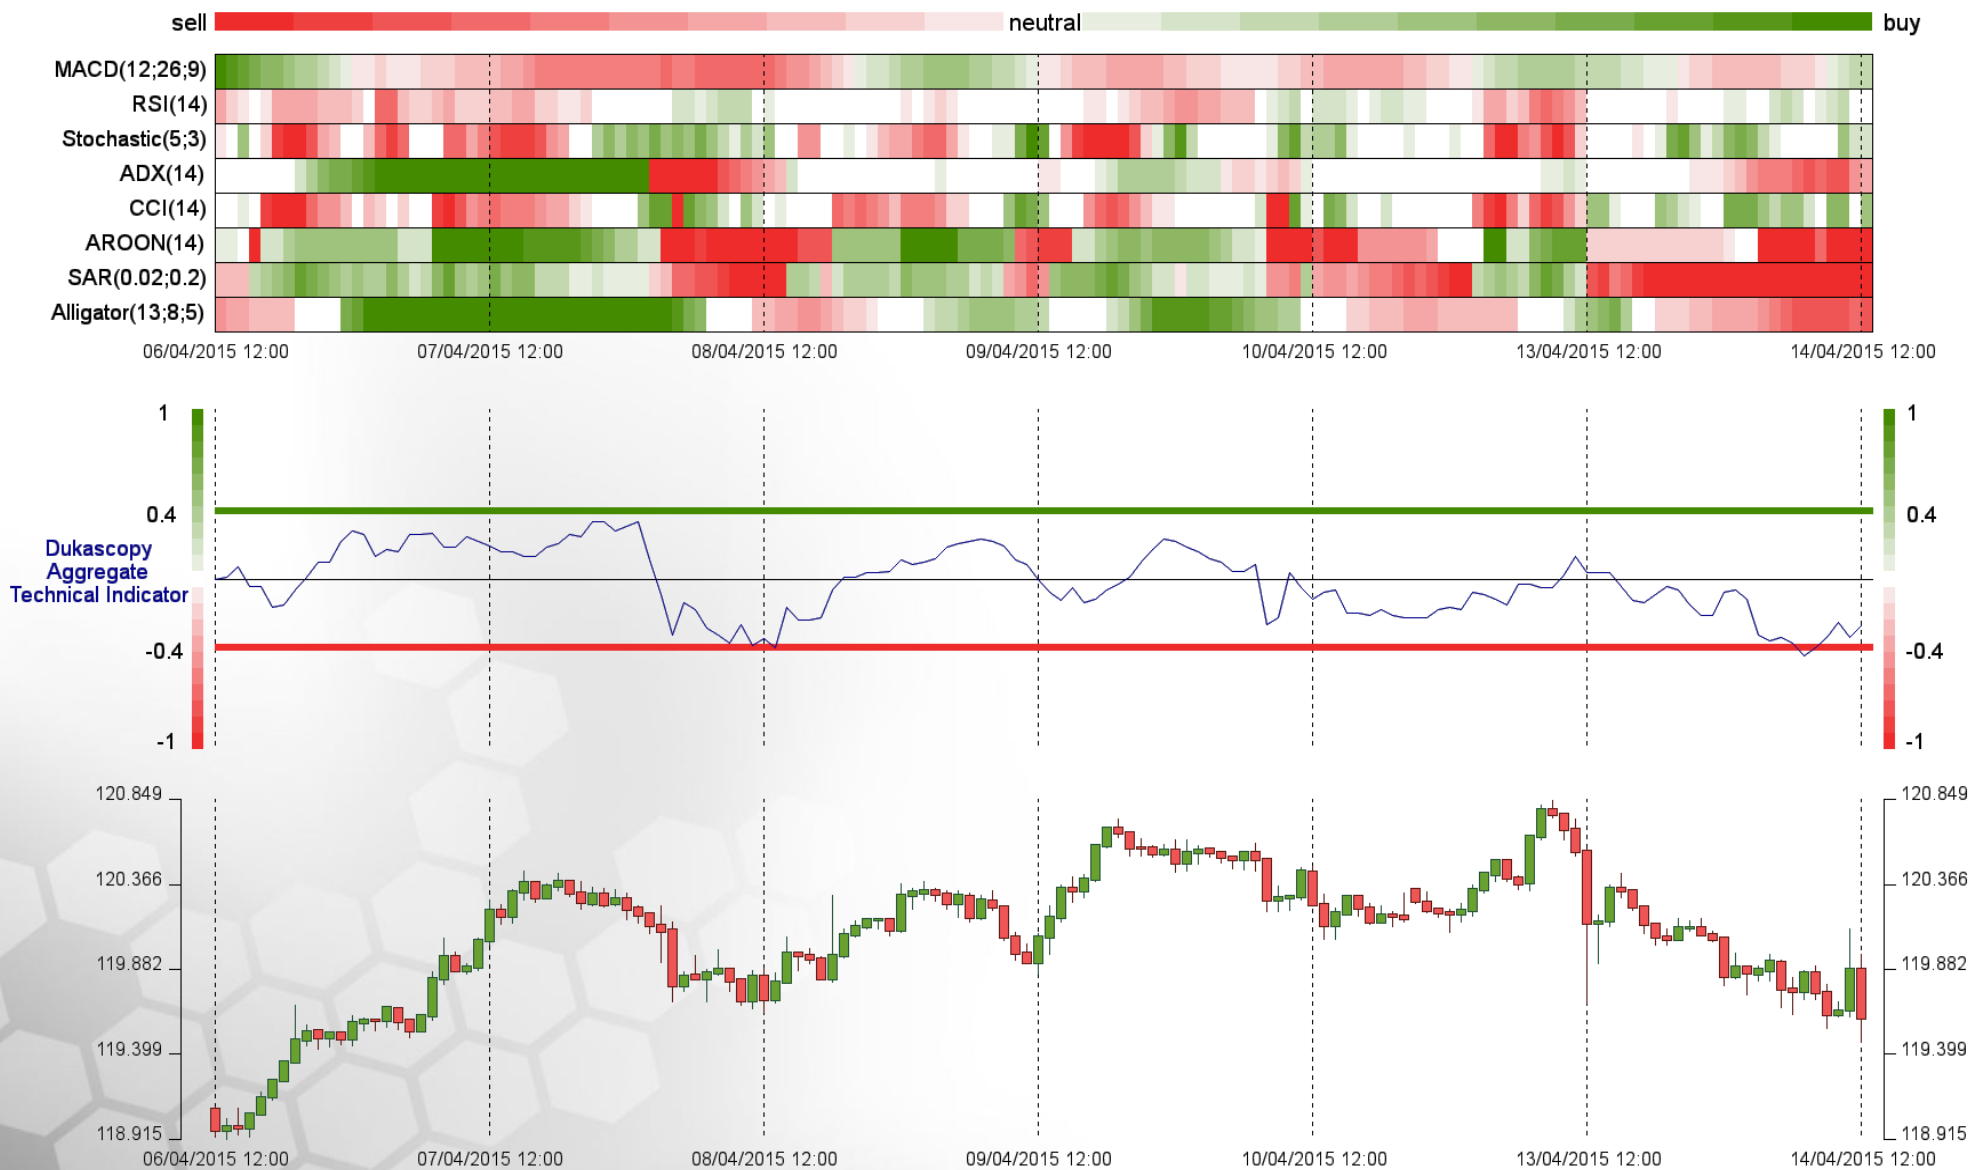 sell neutral buy
MACD(12;26;9)
RSI(14)
Stochastic(5;3)
ADX(14)
CCI(14)
AROON(14)
SAR(0.02;0.2)
Alligator(13;8;5)
06/04/2015 12:00 07/04/2015 12:00 08/04/2015 12:00 09/04/2015 12:00 10/04/2015 12:00 13/04/2015 12:00 14/04/2015 12:00
1 1
0.4 0.4
Dukascopy
Aggregate
Technical Indicator
-0.4 -0.4
-1 -1
120.849 120.849
120.366 120.366
119.882 119.882
119.399 119.399
118.915 118.915
06/04/2015 12:00 07/04/2015 12:00 08/04/2015 12:00 09/04/2015 12:00 10/04/2015 12:00 13/04/2015 12:00 14/04/2015 12:00